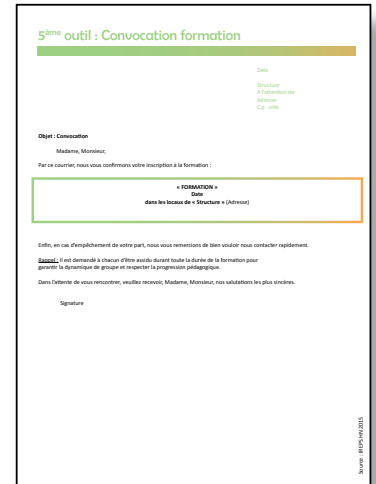 5ème outil : Convocation formation
Date
Structure
A l'attention de
Adresse
C.p ville
Objet : Convocation
Madame, Monsieur,
Par ce courrier, nous vous confirmons votre inscription à la formation :
« FORMATION »
Date
dans les locaux de « Structure » (Adresse)
Enfin, en cas d'empêchement de votre part, nous vous remercions de bien vouloir nous contacter rapidement.
Rappel : il est demandé à chacun d'être assidu durant toute la durée de la formation pour
garantir la dynamique de groupe et respecter la progression pédagogique.
Dans l'attente de vous rencontrer, veuillez recevoir, Madame, Monsieur, nos salutations les plus sincères.
Signature
Source : IREPS HN 2015